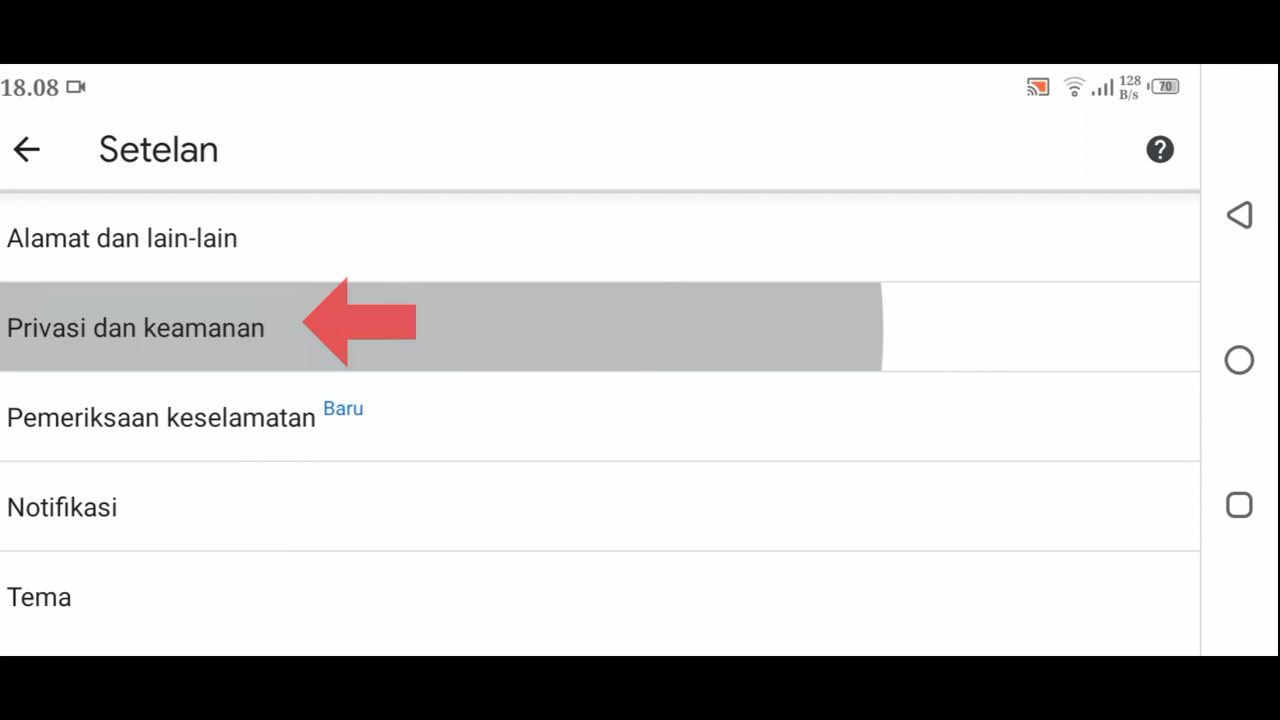 18.08
128
B/s
70
Setelan
?
Alamat dan lain-lain
Privasi dan keamanan
Pemeriksaan keselamatan Baru
Notifikasi
Tema